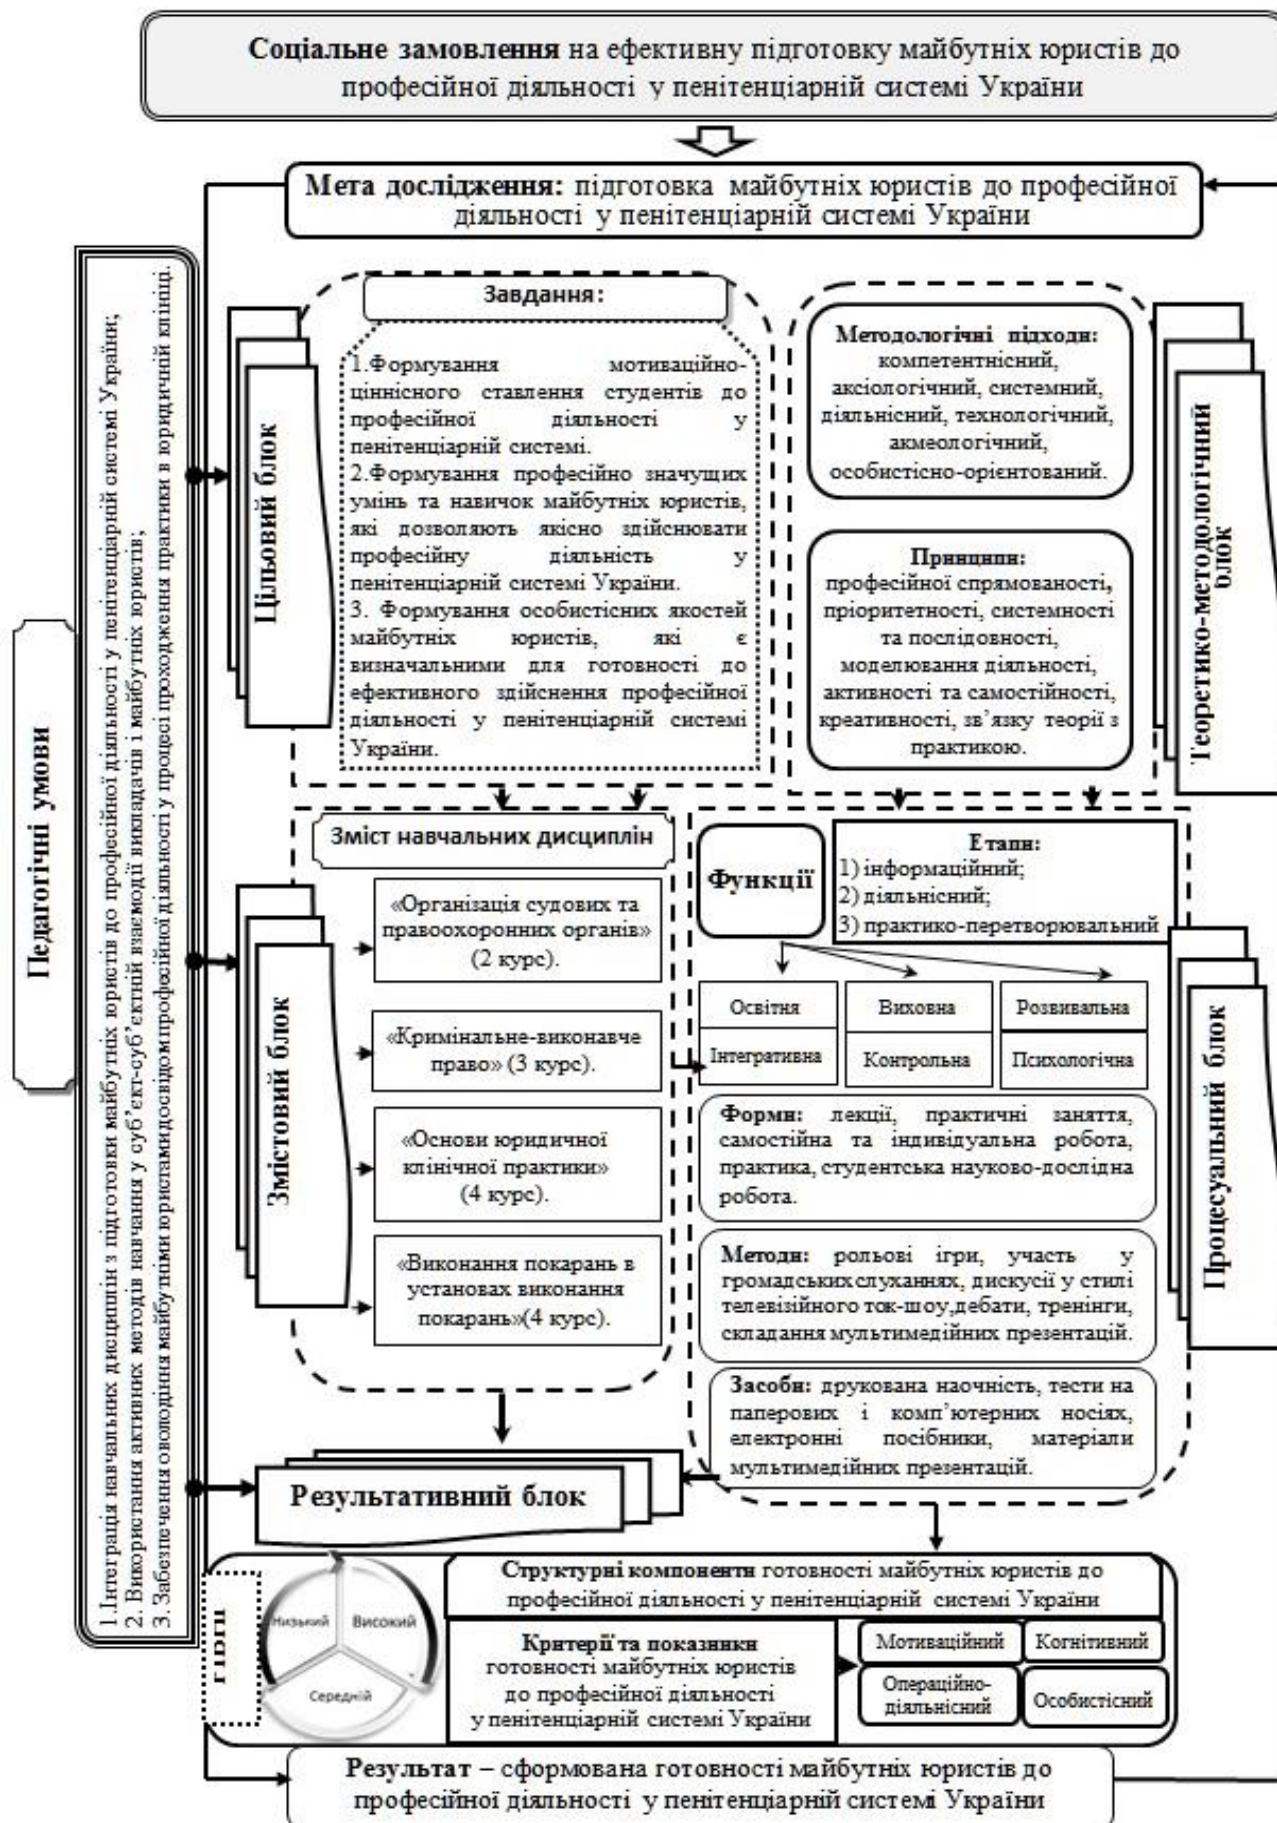 Соціальне замовлення на ефективну підготовку майбутніх юристів до
професійної діяльності у пенітенціарній системі України
Мета дослідження: підготовка майбутніх юристів до професійної
діяльності у пенітенціарній системі України
Педагогічні умови
1.Інтеграція навчальних дисциплін з підготовки майбутніх юристів до професійної діяльності у пенітенціарній системі України;
2. Використання активних методів навчання у суб’єкт-суб’єктній взаємодії викладачів і майбутніх юристів;
3. Забезпечення оволодіння майбутніми юристами досвідом професійної діяльності у процесі проходження практики в юридичній клініці.
Цільовий блок
Завдання:
1.Формування мотиваційно-
ціннісного ставлення студентів до
професійної діяльності у
пенітенціарній системі.
2.Формування професійно значущих
умінь та навичок майбутніх юристів,
які дозволяють якісно здійснювати
професійну діяльність у
пенітенціарній системі України.
3. Формування особистісних якостей
майбутніх юристів, які є
визначальними для готовності до
ефективного здійснення професійної
діяльності у пенітенціарній системі
України.
Методологічні підходи:
компетентнісний,
аксіологічний, системний,
діяльнісний, технологічний,
акмеологічний,
особистісно-орієнтований.
Принципи:
професійної спрямованості,
пріоритетності, системності
та послідовності,
моделювання діяльності,
активності та самостійності,
креативності, зв’язку теорії з
практикою.
Теоретико-методологічний
блок
Змістовий блок
Зміст навчальних дисциплін
«Організація судових та
правоохоронних органів»
(2 курс).
«Кримінальне-виконавче
право» (3 курс).
«Основи юридичної
клінічної практики»
(4 курс).
«Виконання покарань в
установах виконання
покарань»(4 курс).
Функції
Етапи:
1) інформаційний;
2) діяльнісний;
3) практико-перетворювальний
Освітня
Виховна
Розвивальна
Інтегративна
Контрольна
Психологічна
Форми: лекції, практичні заняття,
самостійна та індивідуальна робота,
практика, студентська науково-дослідна
робота.
Методи: рольові ігри, участь у
громадських слуханнях, дискусії у стилі
телевізійного ток-шоу,дебати, тренінги,
складання мультимедійних презентацій.
Засоби: друкована наочність, тести на
паперових і комп’ютерних носіях,
електронні посібники, матеріали
мультимедійних презентацій.
Процесуальний блок
Результативний блок
Низький
Високий
Середній
Структурні компоненти готовності майбутніх юристів до
професійної діяльності у пенітенціарній системі України
Критерії та показники
готовності майбутніх юристів
до професійної діяльності
у пенітенціарній системі України
Мотиваційний
Когнітивний
Операційно-
діяльнісний
Особистісний
Результат – сформована готовності майбутніх юристів до
професійної діяльності у пенітенціарній системі України